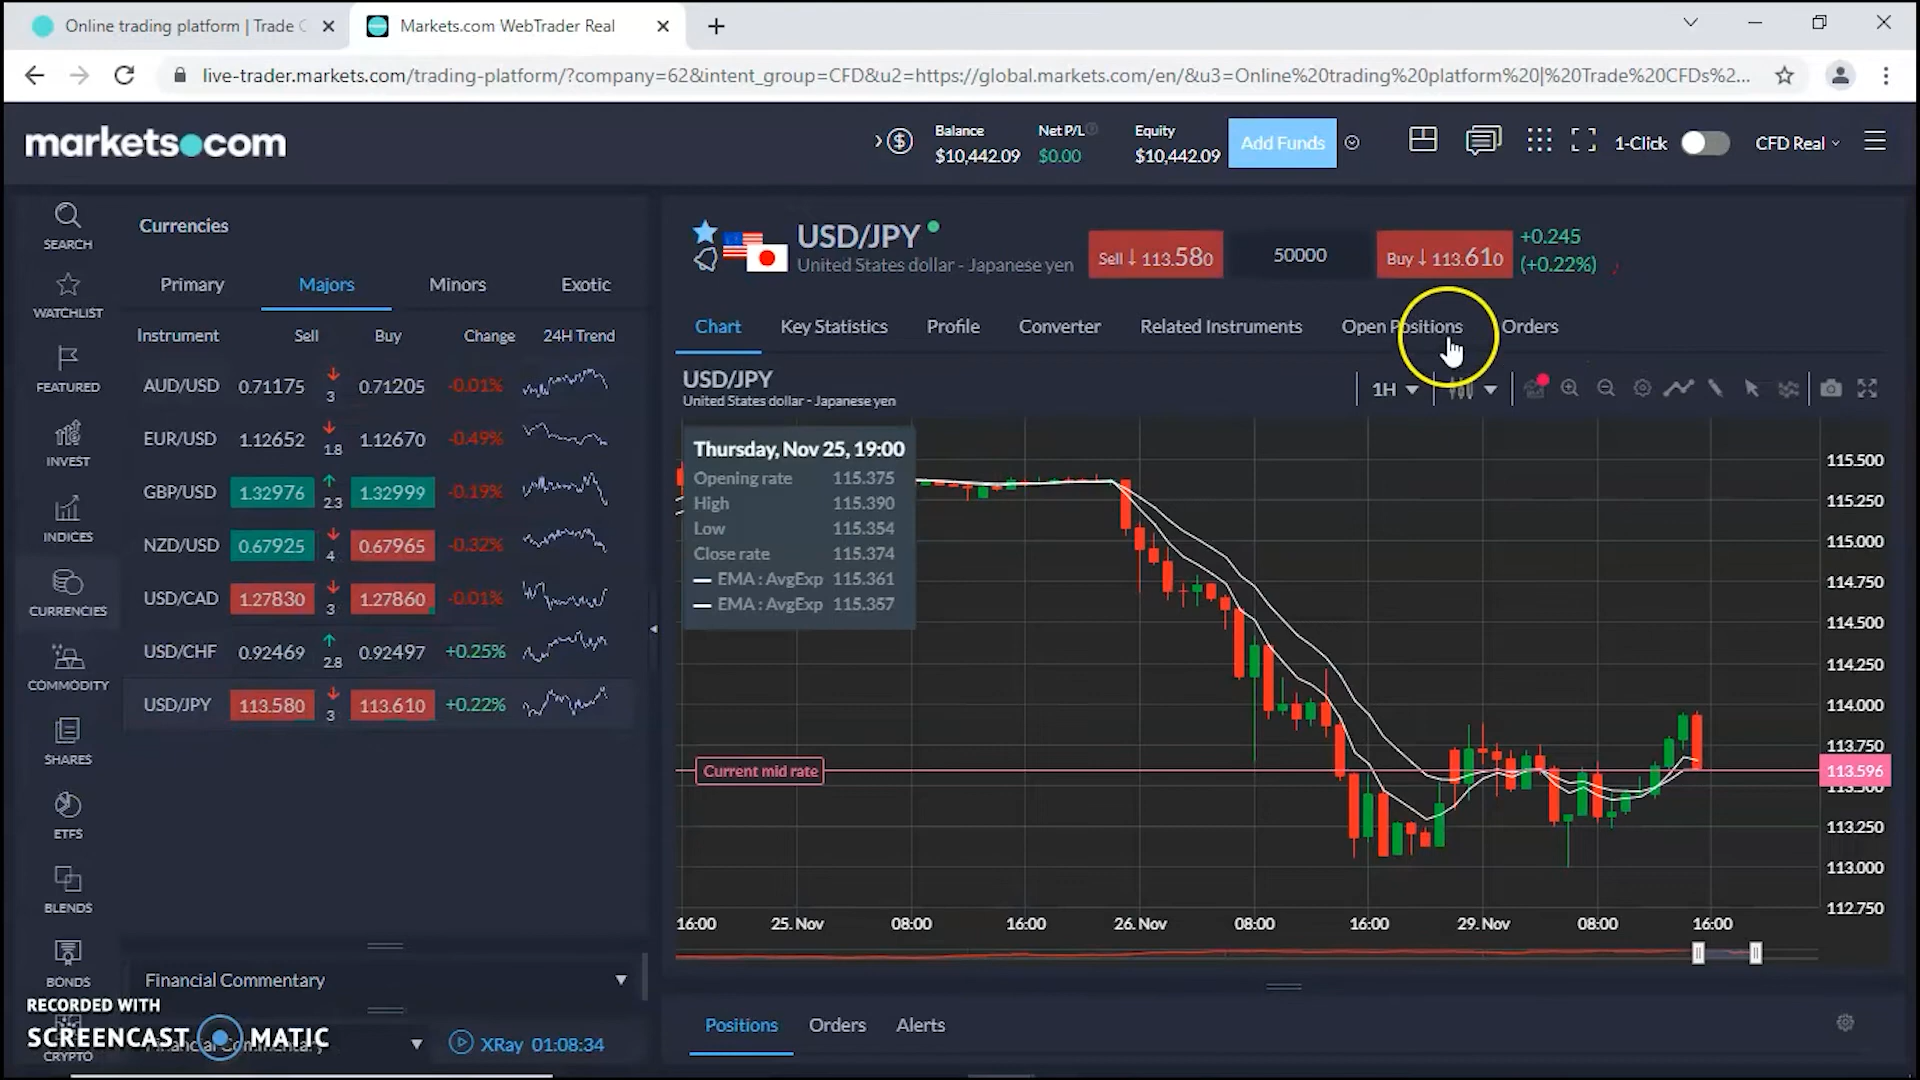 Online trading platform | Trade C
Markets.com WebTrader Real
live-trader.markets.com/trading-platform/?company=62&intent_group=CFD&u2=https://global.markets.com/en/&u3=Online%20trading%20platform%20|%20Trade%20CFDs%2...
markets.com
Balance
$10,442.09
Net P/L
$0.00
Equity
$10,442.09
Add Funds
1-Click
CFD Real
SEARCH
WATCHLIST
FEATURED
INVEST
INDICES
CURRENCIES
COMMODITY
SHARES
ETFS
BLENDS
BONDS
CRYPTO
Currencies
Primary Majors Minors Exotic
Instrument Sell Buy Change 24H Trend
AUD/USD 0.71175 3 0.71205 -0.01%
EUR/USD 1.12652 1.8 1.12670 -0.49%
GBP/USD 1.32976 2.3 1.32999 -0.19%
NZD/USD 0.67925 4 0.67965 -0.32%
USD/CAD 1.27830 3 1.27860 -0.01%
USD/CHF 0.92469 2.8 0.92497 +0.25%
USD/JPY 113.580 3 113.610 +0.22%
Financial Commentary
XRay 01:08:34
RECORDED WITH
SCREENCAST MATIC
USD/JPY
United States dollar - Japanese yen
Sell 113.580
50000
Buy 113.610
+0.245
(+0.22%)
Chart Key Statistics Profile Converter Related Instruments Open Positions Orders
USD/JPY
United States dollar - Japanese yen
1H
Thursday, Nov 25, 19:00
Opening rate 115.375
High 115.390
Low 115.354
Close rate 115.374
EMA : AvgExp 115.361
EMA : AvgExp 115.357
Current mid rate
115.500
115.250
115.000
114.750
114.500
114.250
114.000
113.750
113.596
113.500
113.250
113.000
112.750
16:00 25. Nov 08:00 16:00 26. Nov 08:00 16:00 29. Nov 08:00 16:00
Positions Orders Alerts